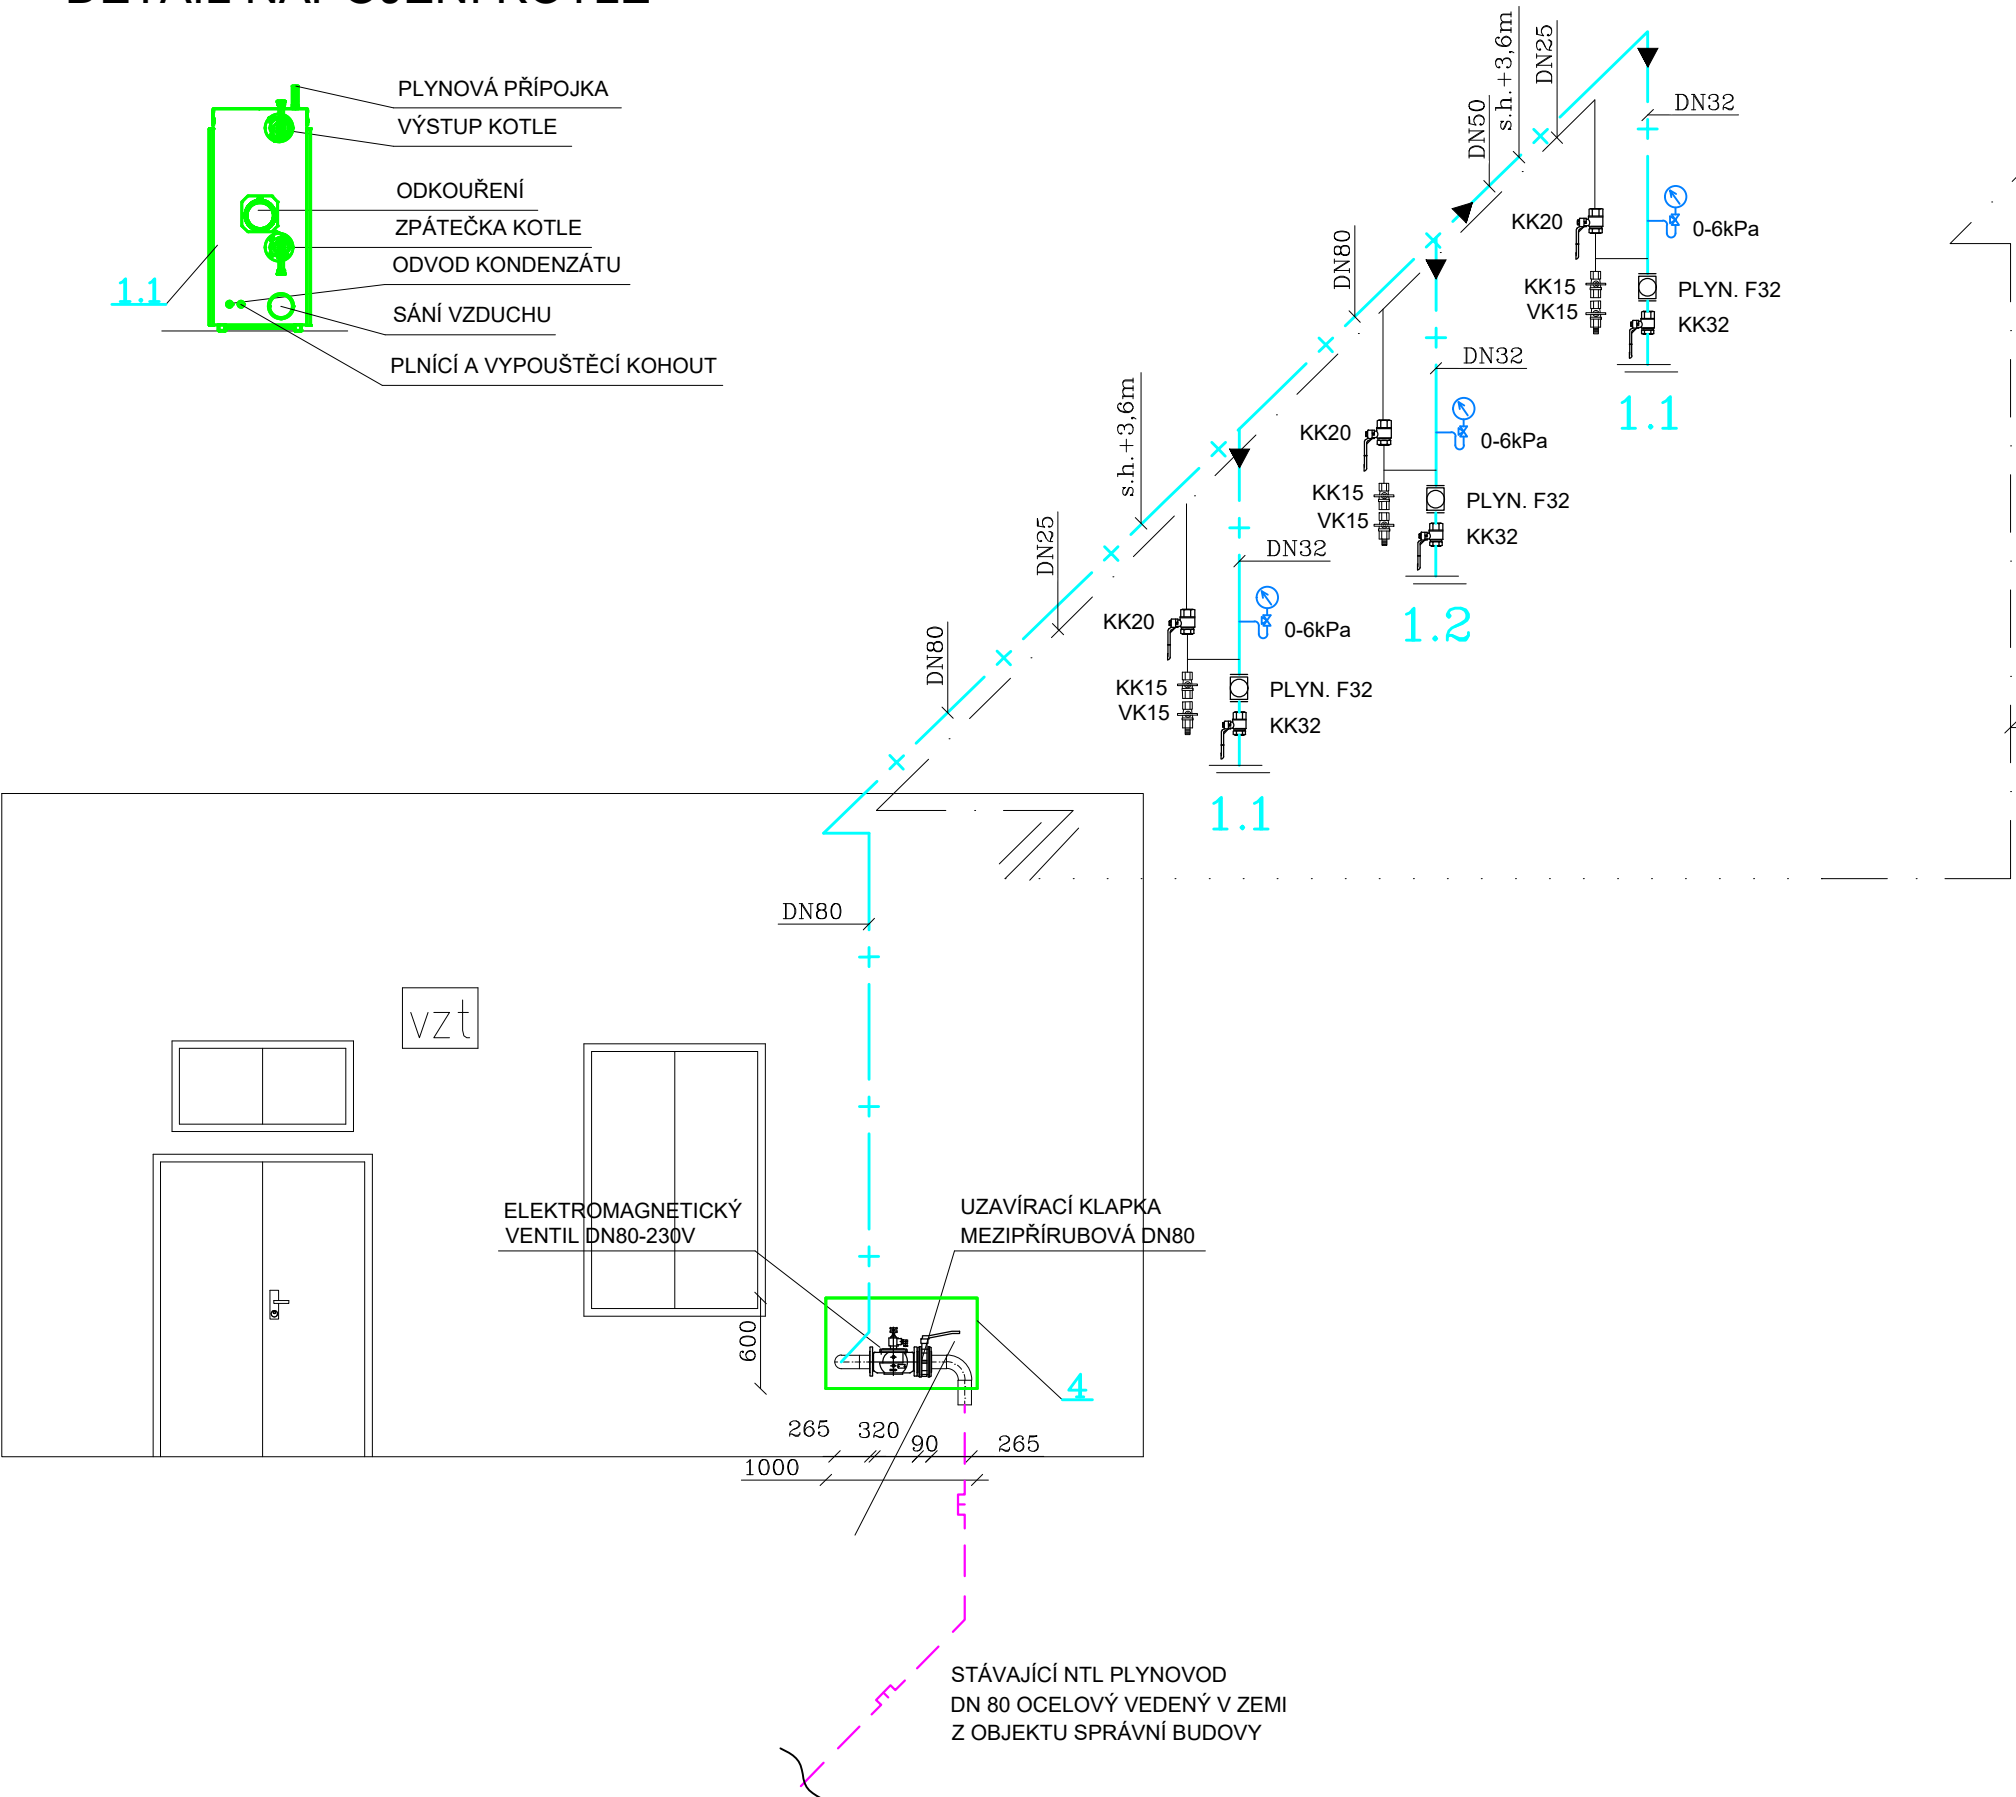 DETAIL NAPOJENÍ KOTLE
PLYNOVÁ PŘÍPOJKA
VÝSTUP KOTLE
ODKOUŘENÍ
ZPÁTEČKA KOTLE
ODVOD KONDENZÁTU
SÁNÍ VZDUCHU
PLNÍCÍ A VYPOUŠTĚCÍ KOHOUT
1.1
s.h.+3,6m
DN25
DN50
DN32
KK20
0-6kPa
KK15
PLYN. F32
VK15
KK32
1.1
DN80
DN32
KK20
0-6kPa
KK15
PLYN. F32
VK15
KK32
1.2
s.h.+3,6m
DN25
DN32
KK20
0-6kPa
KK15
PLYN. F32
VK15
KK32
1.1
DN80
DN80
vzt
ELEKTROMAGNETICKÝ
VENTIL DN80-230V
UZAVÍRACÍ KLAPKA
MEZIPŘÍRUBOVÁ DN80
600
4
265
320
90
265
1000
STÁVAJÍCÍ NTL PLYNOVOD
DN 80 OCELOVÝ VEDENÝ V ZEMI
Z OBJEKTU SPRÁVNÍ BUDOVY